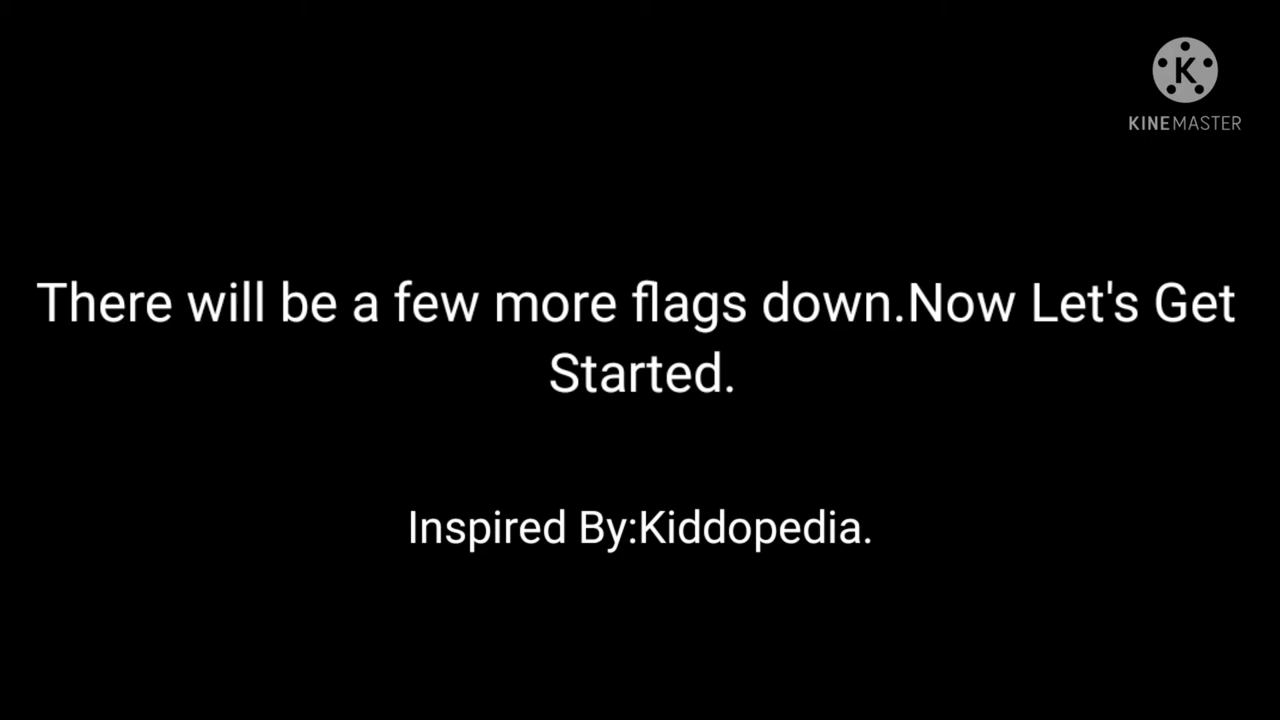 K
KINEMASTER
There will be a few more flags down.Now Let's Get
Started.
Inspired By:Kiddopedia.